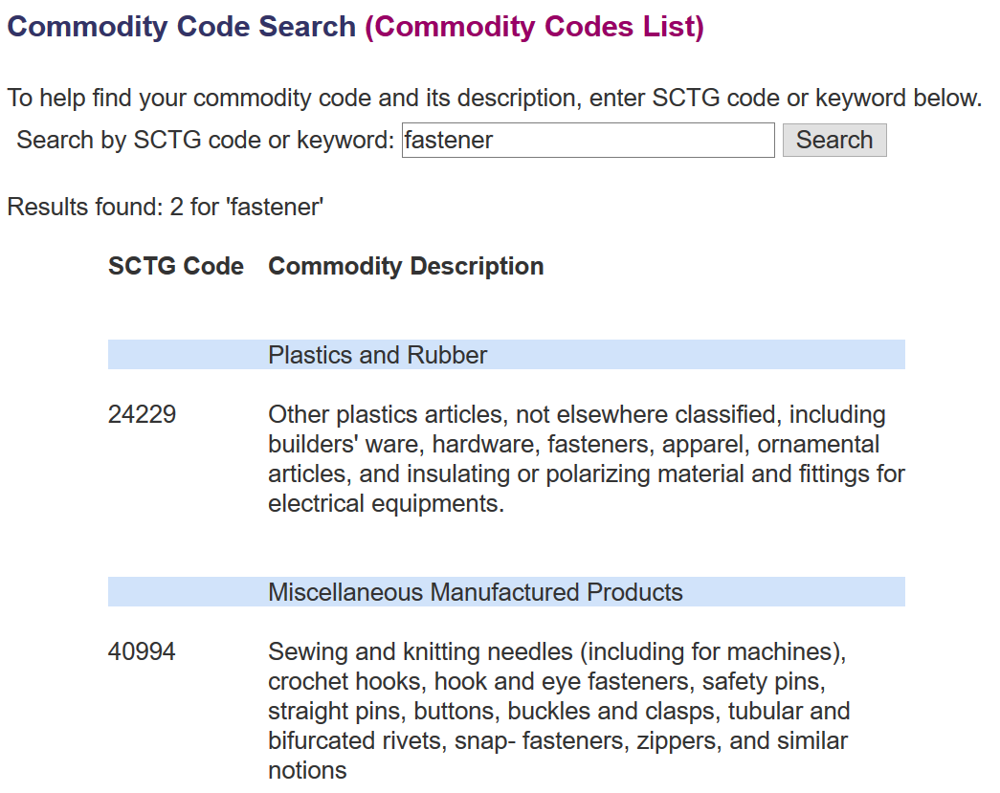 Commodity Code Search (Commodity Codes List)
To help find your commodity code and its description, enter SCTG code or keyword below.
Search by SCTG code or keyword: fastener Search
Results found: 2 for 'fastener'
SCTG Code Commodity Description
Plastics and Rubber
24229 Other plastics articles, not elsewhere classified, including
builders' ware, hardware, fasteners, apparel, ornamental
articles, and insulating or polarizing material and fittings for
electrical equipments.
Miscellaneous Manufactured Products
40994 Sewing and knitting needles (including for machines),
crochet hooks, hook and eye fasteners, safety pins,
straight pins, buttons, buckles and clasps, tubular and
bifurcated rivets, snap- fasteners, zippers, and similar
notions